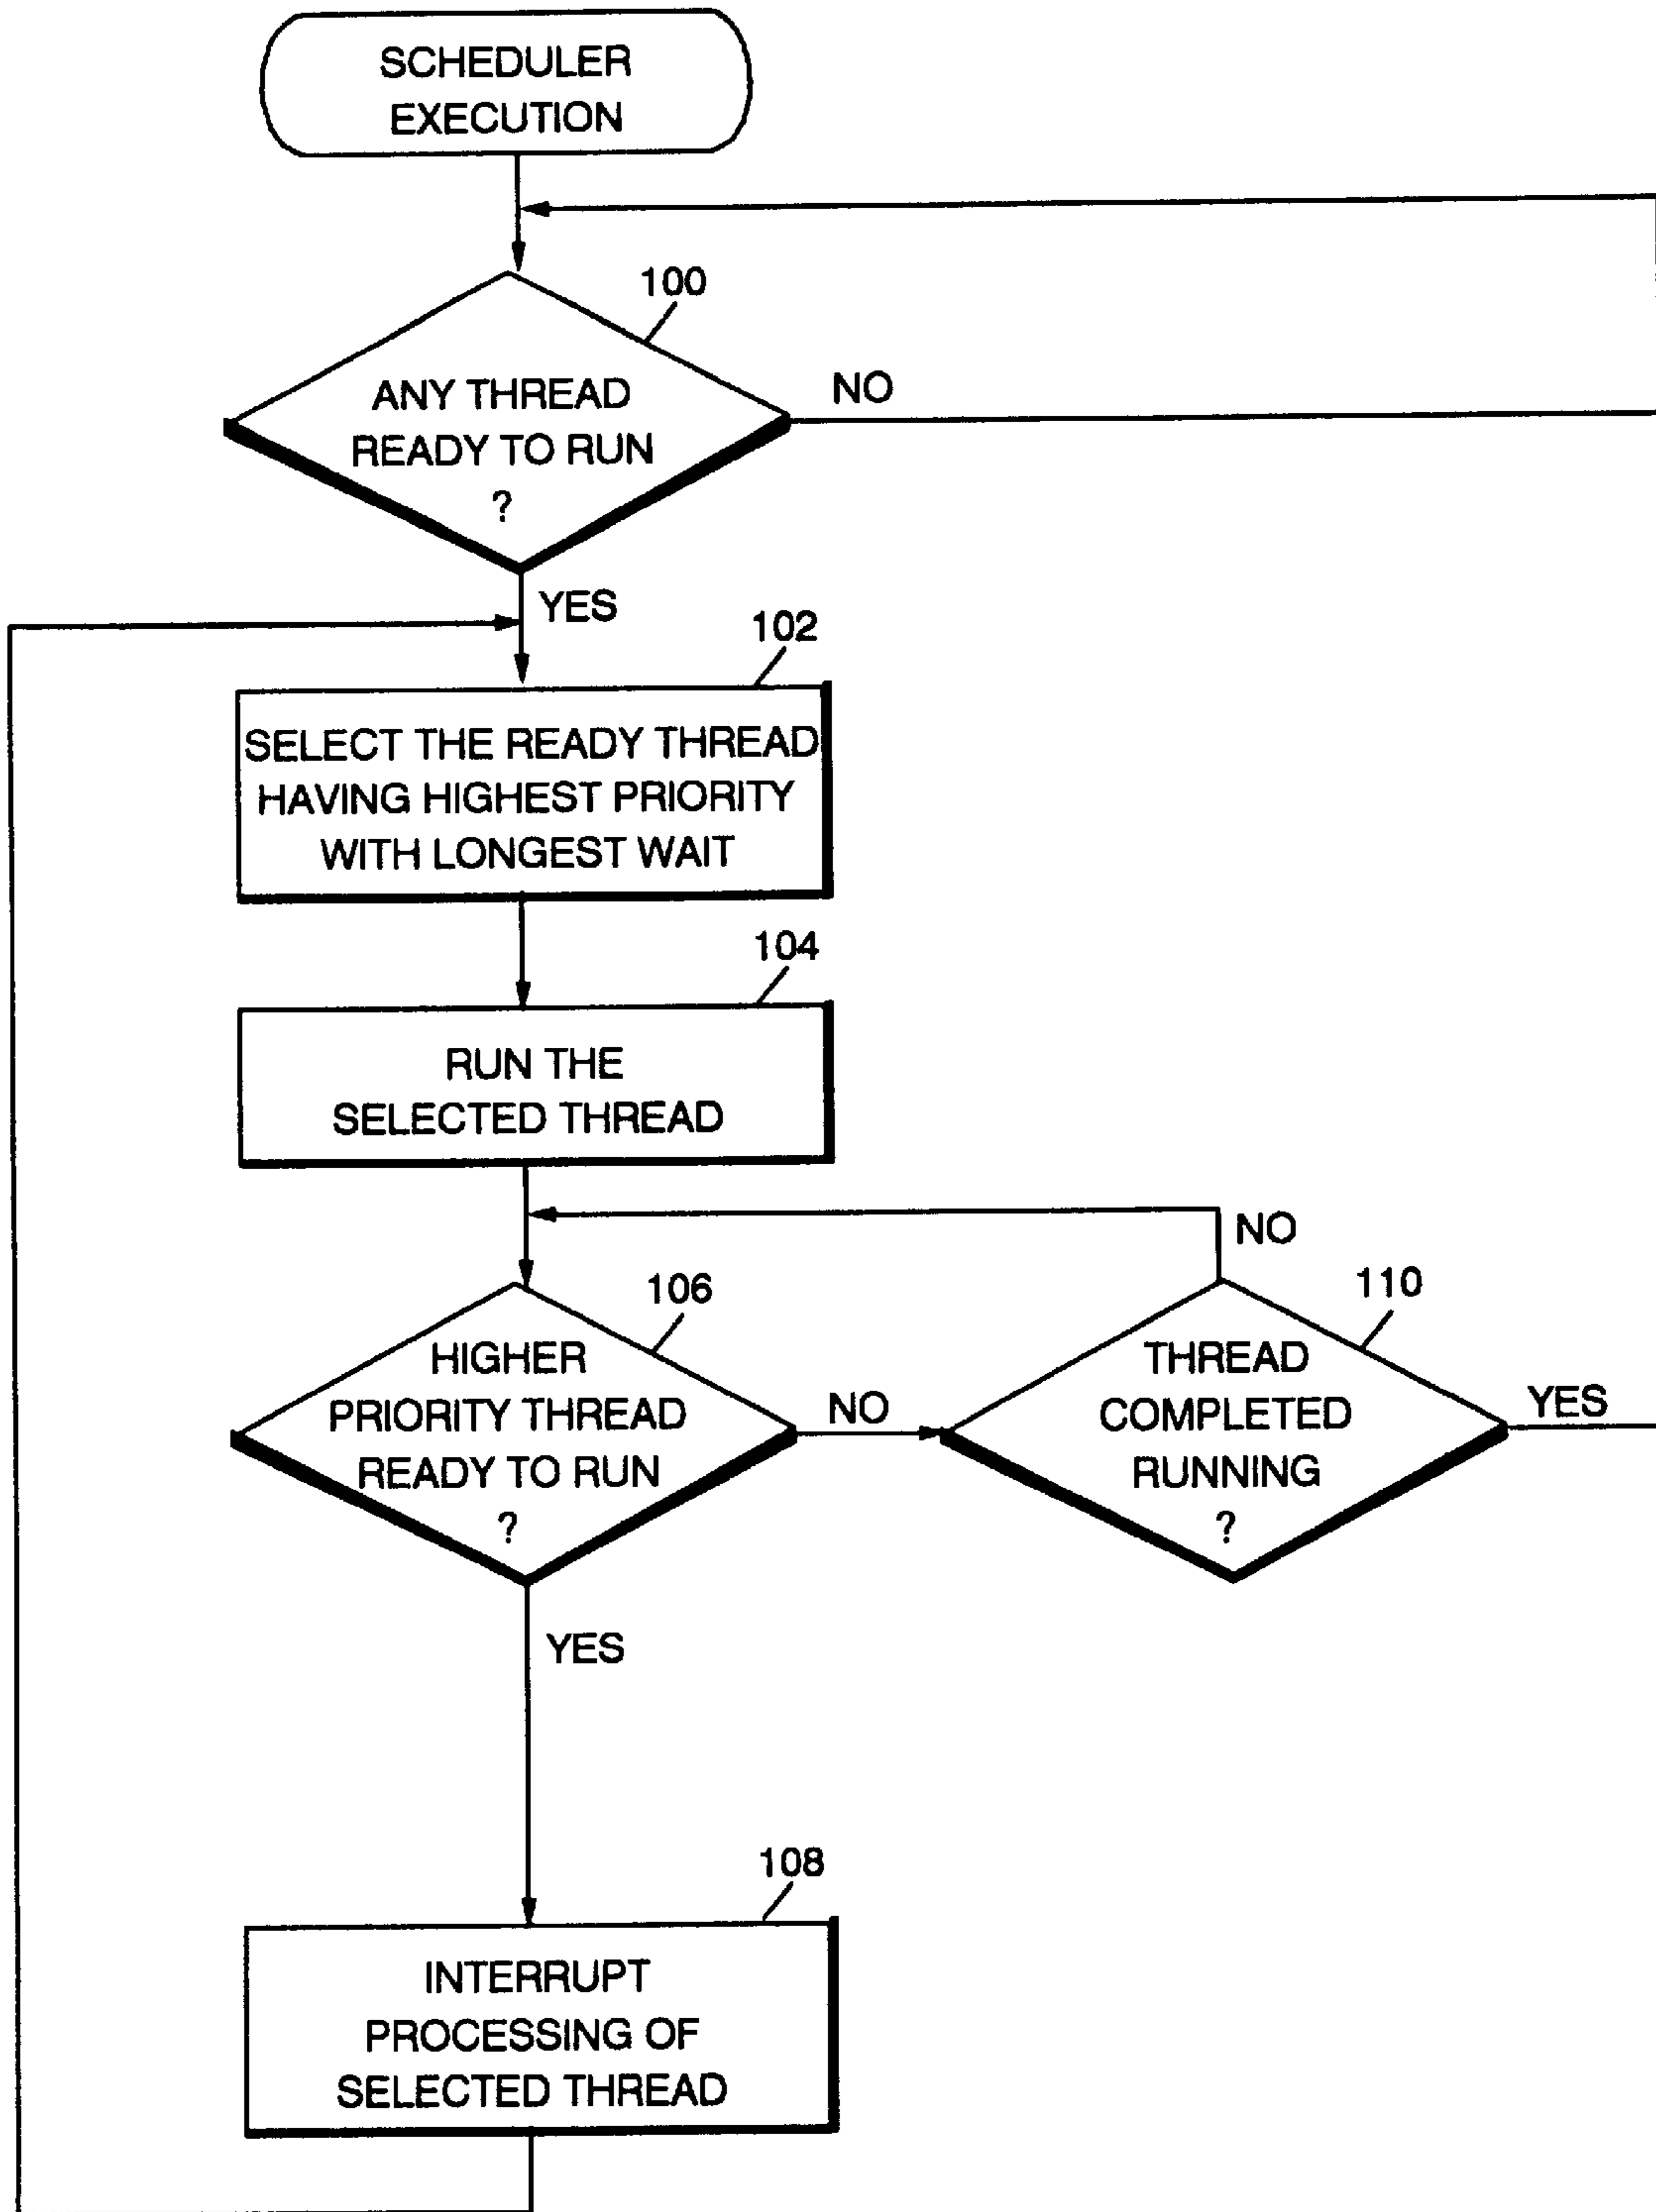 SCHEDULER
EXECUTION
100
ANY THREAD
READY TO RUN
?
NO
YES
102
SELECT THE READY THREAD
HAVING HIGHEST PRIORITY
WITH LONGEST WAIT
104
RUN THE
SELECTED THREAD
NO
106
HIGHER
PRIORITY THREAD
READY TO RUN
?
NO
110
THREAD
COMPLETED
RUNNING
?
YES
YES
108
INTERRUPT
PROCESSING OF
SELECTED THREAD